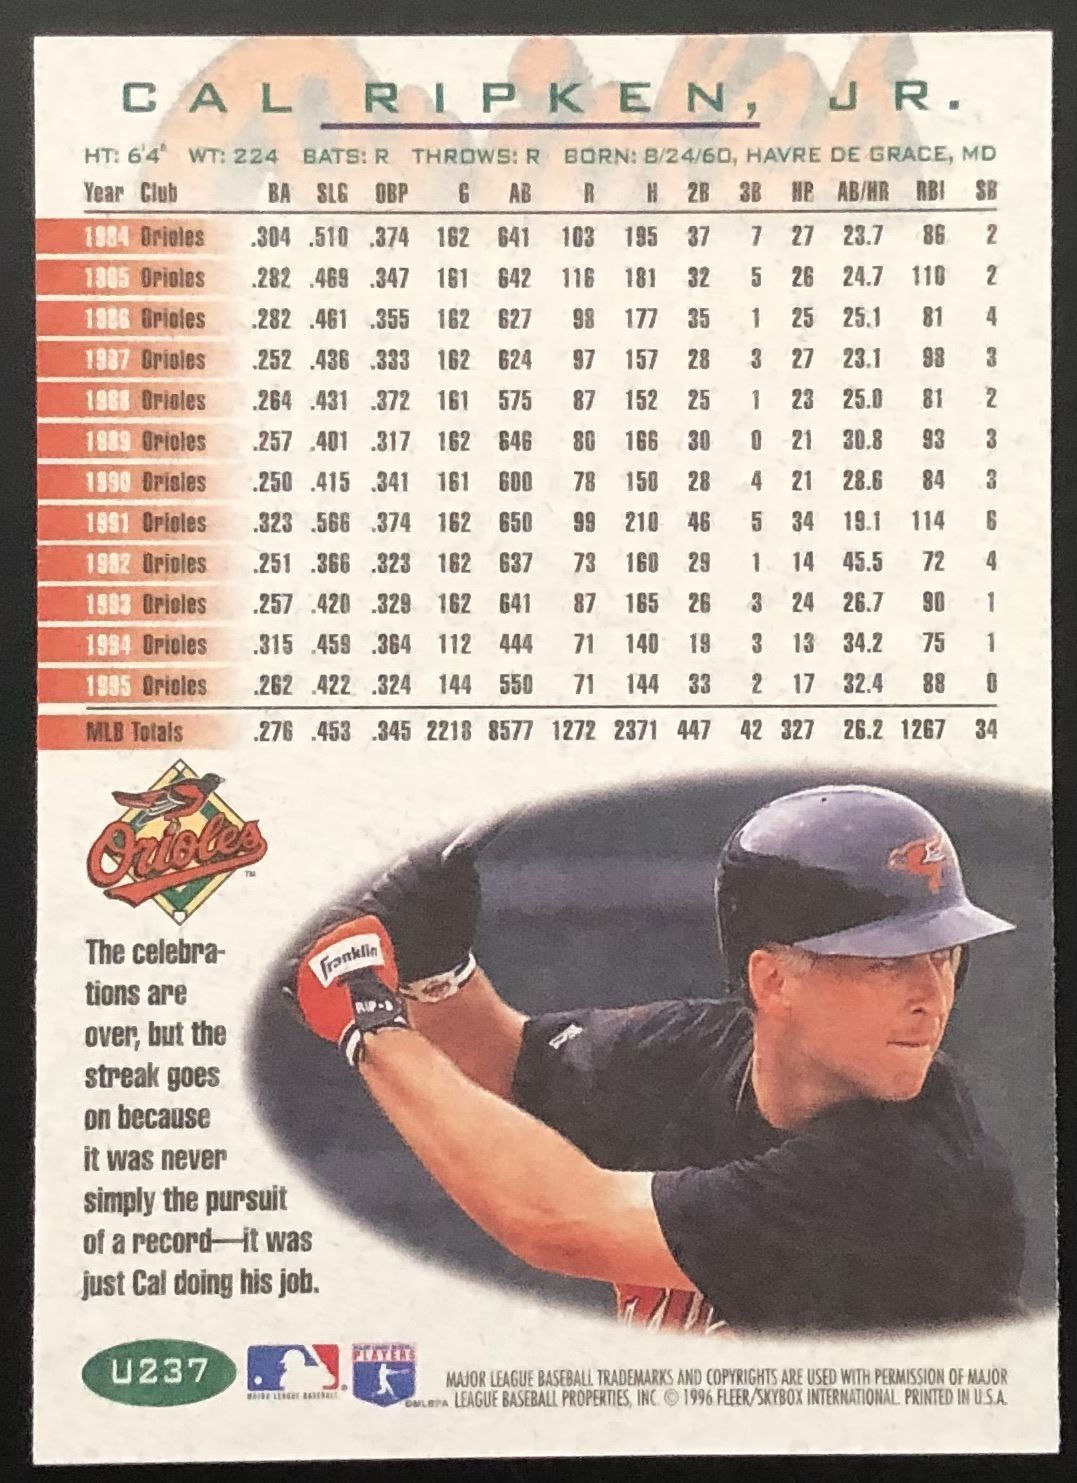 CAL RIPKEN, JR.
HT: 6'4" WT: 224 BATS: R THROWS: R BORN: 8/24/60, HAVRE DE GRACE, MD
Year Club BA SLG OBP G AB R H 2B 3B HR AB/HR RBI SB
1984 Orioles .304 .510 .374 162 641 103 195 37 7 27 23.7 86 2
1985 Orioles .282 .469 .347 161 642 116 181 32 5 26 24.7 110 2
1986 Orioles .282 .461 .355 162 627 98 177 35 1 25 25.1 81 4
1987 Orioles .252 .436 .333 162 624 97 157 28 3 27 23.1 98 3
1988 Orioles .264 .431 .372 161 575 87 152 25 1 23 25.0 81 2
1989 Orioles .257 .401 .317 162 646 80 166 30 0 21 30.8 93 3
1990 Orioles .250 .415 .341 161 600 78 150 28 4 21 28.6 84 3
1991 Orioles .323 .566 .374 162 650 99 210 46 5 34 19.1 114 6
1992 Orioles .251 .366 .323 162 637 73 160 29 1 14 45.5 72 4
1993 Orioles .257 .420 .329 162 641 87 165 26 3 24 26.7 90 1
1994 Orioles .315 .459 .364 112 444 71 140 19 3 13 34.2 75 1
1995 Orioles .262 .422 .324 144 550 71 144 33 2 17 32.4 88 0
MLB Totals .276 .453 .345 2218 8577 1272 2371 447 42 327 26.2 1267 34
Orioles TM
The celebra-
tions are
over, but the
streak goes
on because
it was never
simply the pursuit
of a record—it was
just Cal doing his job.
Franklin
RIP-8
U237
MAJOR LEAGUE BASEBALL
PLAYERS
©MLBPA
MAJOR LEAGUE BASEBALL TRADEMARKS AND COPYRIGHTS ARE USED WITH PERMISSION OF MAJOR
LEAGUE BASEBALL PROPERTIES, INC. © 1996 FLEER/SKYBOX INTERNATIONAL. PRINTED IN U.S.A.